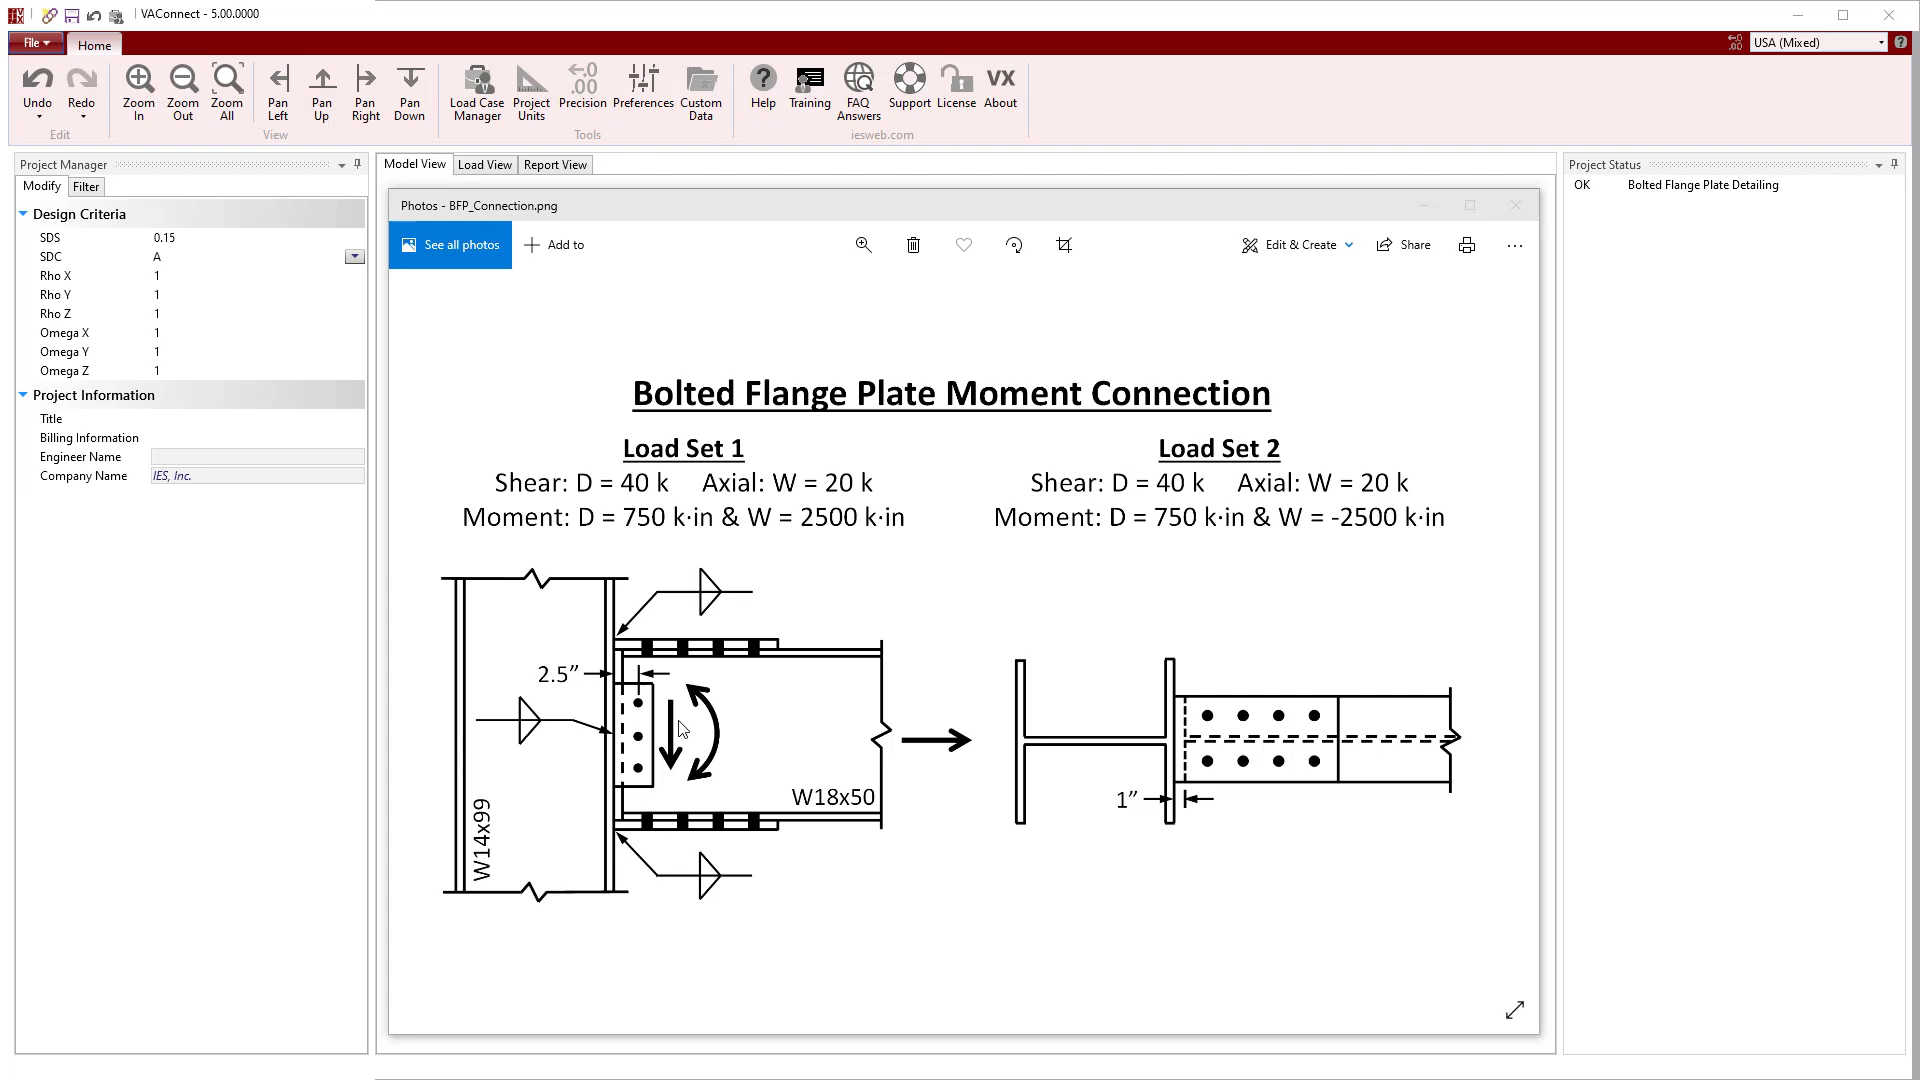 VAConnect - 5.00.0000
File
Home
USA (Mixed)
Undo
Redo
Zoom In
Zoom Out
Zoom All
Pan Left
Pan Up
Pan Right
Pan Down
Load Case Manager
Project Units
Precision
Preferences
Custom Data
Help
Training
FAQ Answers
Support
License
VX
About
Edit
View
Tools
iesweb.com
Project Manager
Modify
Filter
Design Criteria
SDS 0.15
SDC A
Rho X 1
Rho Y 1
Rho Z 1
Omega X 1
Omega Y 1
Omega Z 1
Project Information
Title
Billing Information
Engineer Name
Company Name IES, Inc.
Model View
Load View
Report View
Photos - BFP_Connection.png
See all photos
Add to
Edit & Create
Share
Bolted Flange Plate Moment Connection
Load Set 1
Shear: D = 40 k Axial: W = 20 k
Moment: D = 750 k·in & W = 2500 k·in
Load Set 2
Shear: D = 40 k Axial: W = 20 k
Moment: D = 750 k·in & W = -2500 k·in
2.5”
W18x50
W14x99
1”
Project Status
OK Bolted Flange Plate Detailing